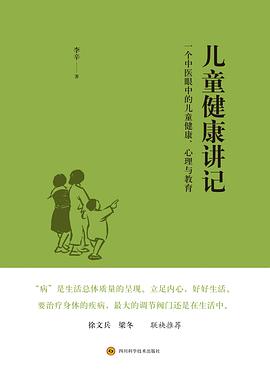 儿童健康讲记
一个中医眼中的儿童健康、心理与教育
李辛 —— 著
“病”是生活总体质量的呈现。立足内心，好好生活。
要治疗身体的疾病，最大的调节阀门还是在生活中。
徐文兵 梁冬 联袂推荐
四川科学技术出版社